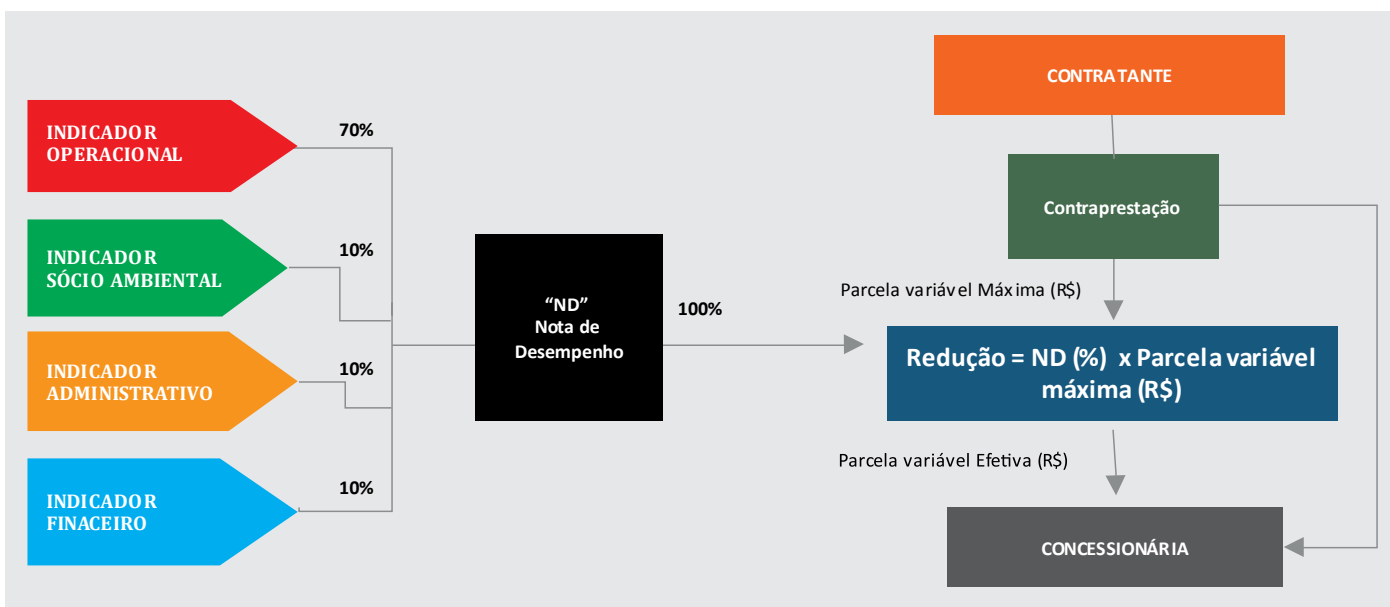 INDICADOR
OPERACIONAL
70%
INDICADOR
SÓCIO AMBIENTAL
10%
INDICADOR
ADMINISTRATIVO
10%
INDICADOR
FINACEIRO
10%
“ND”
Nota de
Desempenho
100%
CONTRATANTE
Contraprestação
Parcela variável Máxima (R$)
Redução = ND (%) x Parcela variável
máxima (R$)
Parcela variável Efetiva (R$)
CONCESSIONÁRIA